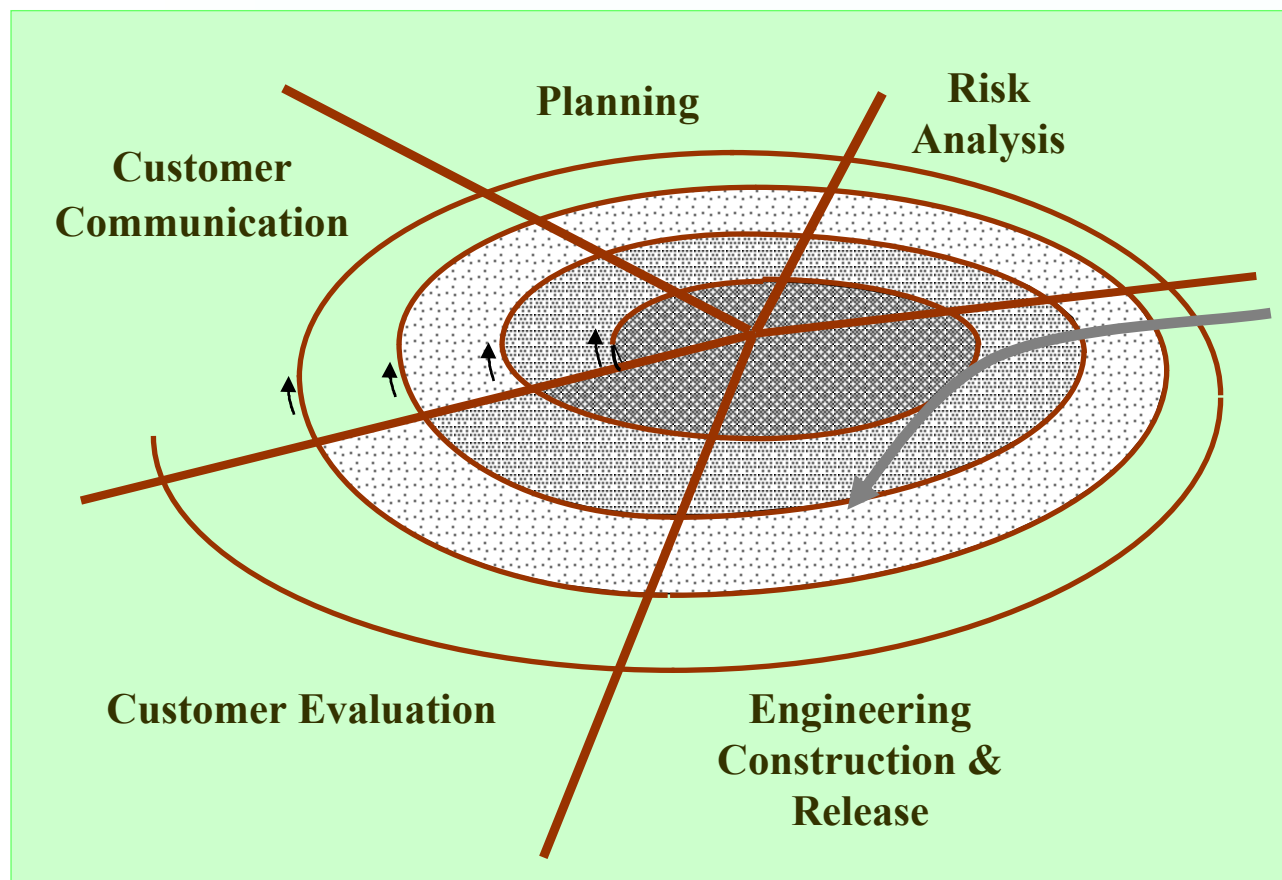 Planning
Risk
Analysis
Customer
Communication
Customer Evaluation
Engineering
Construction &
Release